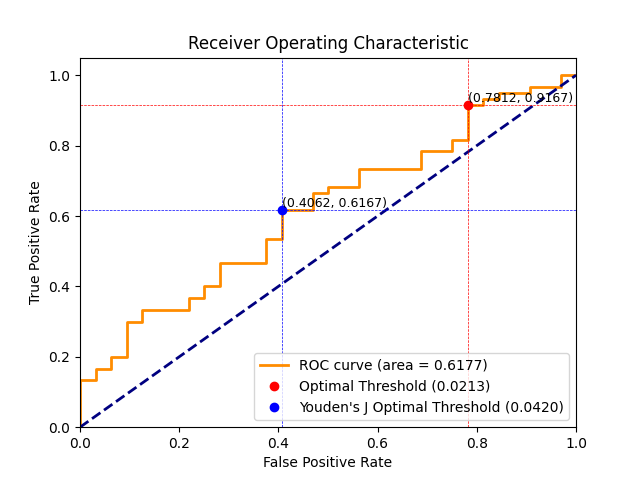 Receiver Operating Characteristic
1.0
0.8
0.6
0.4
0.2
0.0
True Positive Rate
(0.7812, 0.9167)
(0.4062, 0.6167)
ROC curve (area = 0.6177)
Optimal Threshold (0.0213)
Youden's J Optimal Threshold (0.0420)
0.0 0.2 0.4 0.6 0.8 1.0
False Positive Rate